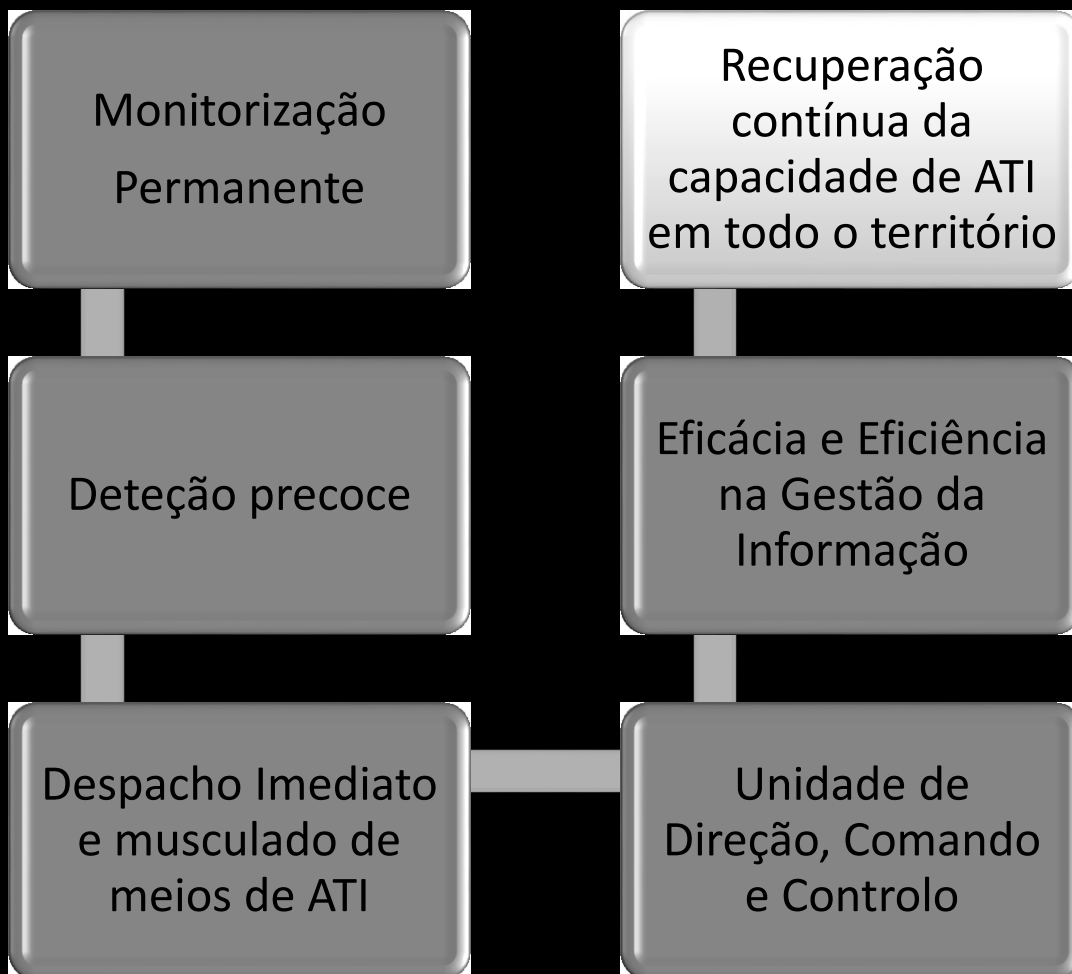 Monitorização
Permanente
Deteção precoce
Despacho Imediato
e musculado de
meios de ATI
Unidade de
Direção, Comando
e Controlo
Eficácia e Eficiência
na Gestão da
Informação
Recuperação
contínua da
capacidade de ATI
em todo o território